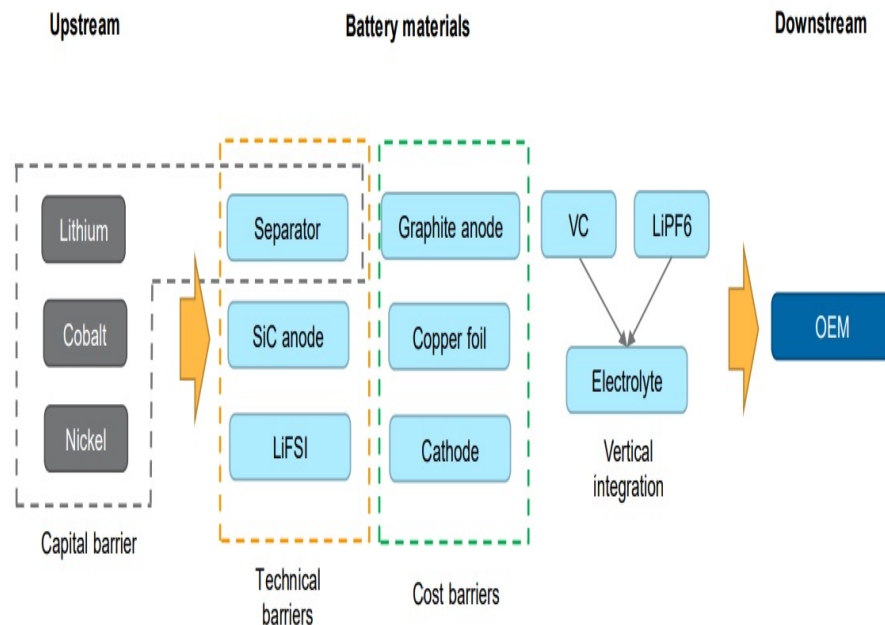 Upstream
Battery materials
Downstream
Lithium
Separator
Graphite anode
VC
LiPF6
Cobalt
SiC anode
Copper foil
OEM
Electrolyte
Nickel
LiFSI
Cathode
Vertical
integration
Capital barrier
Technical
barriers
Cost barriers